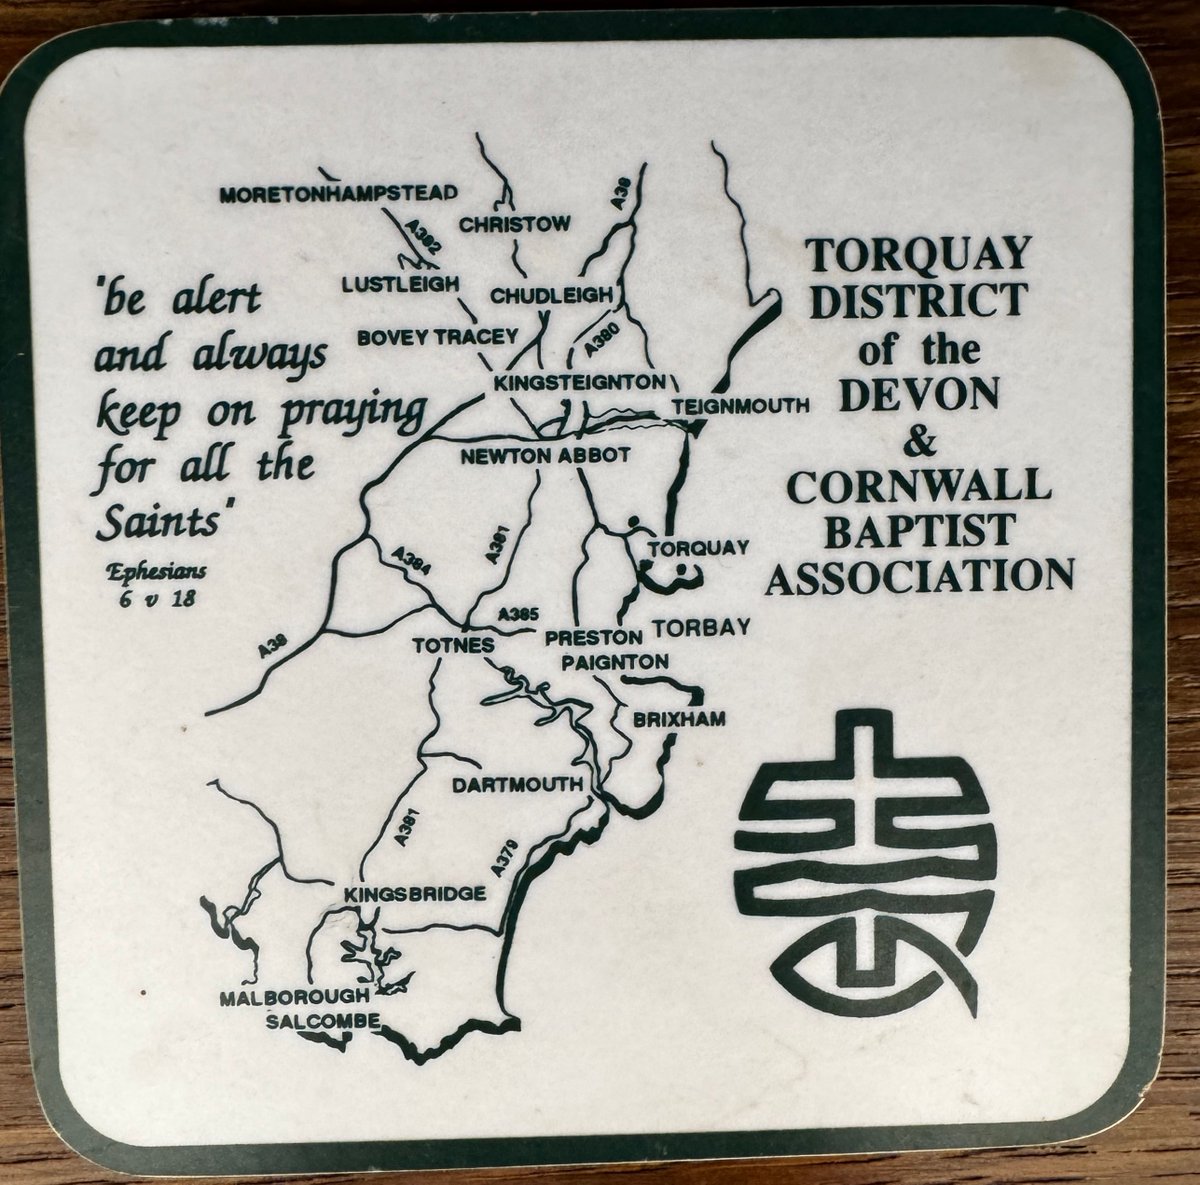 "be alert
and always
keep on praying
for all the
Saints"
Ephesians
6 v 18
TORQUAY
DISTRICT
of the
DEVON
&
CORNWALL
BAPTIST
ASSOCIATION
MORETONHAMPSTEAD
A38
CHRISTOW
A382
LUSTLEIGH
CHUDLEIGH
BOVEY TRACEY
A380
KINGSTEIGNTON
TEIGNMOUTH
NEWTON ABBOT
A381
TORQUAY
A384
A385
TORBAY
PRESTON
A38
TOTNES
PAIGNTON
BRIXHAM
DARTMOUTH
A381
A379
KINGSBRIDGE
MALBOROUGH
SALCOMBE